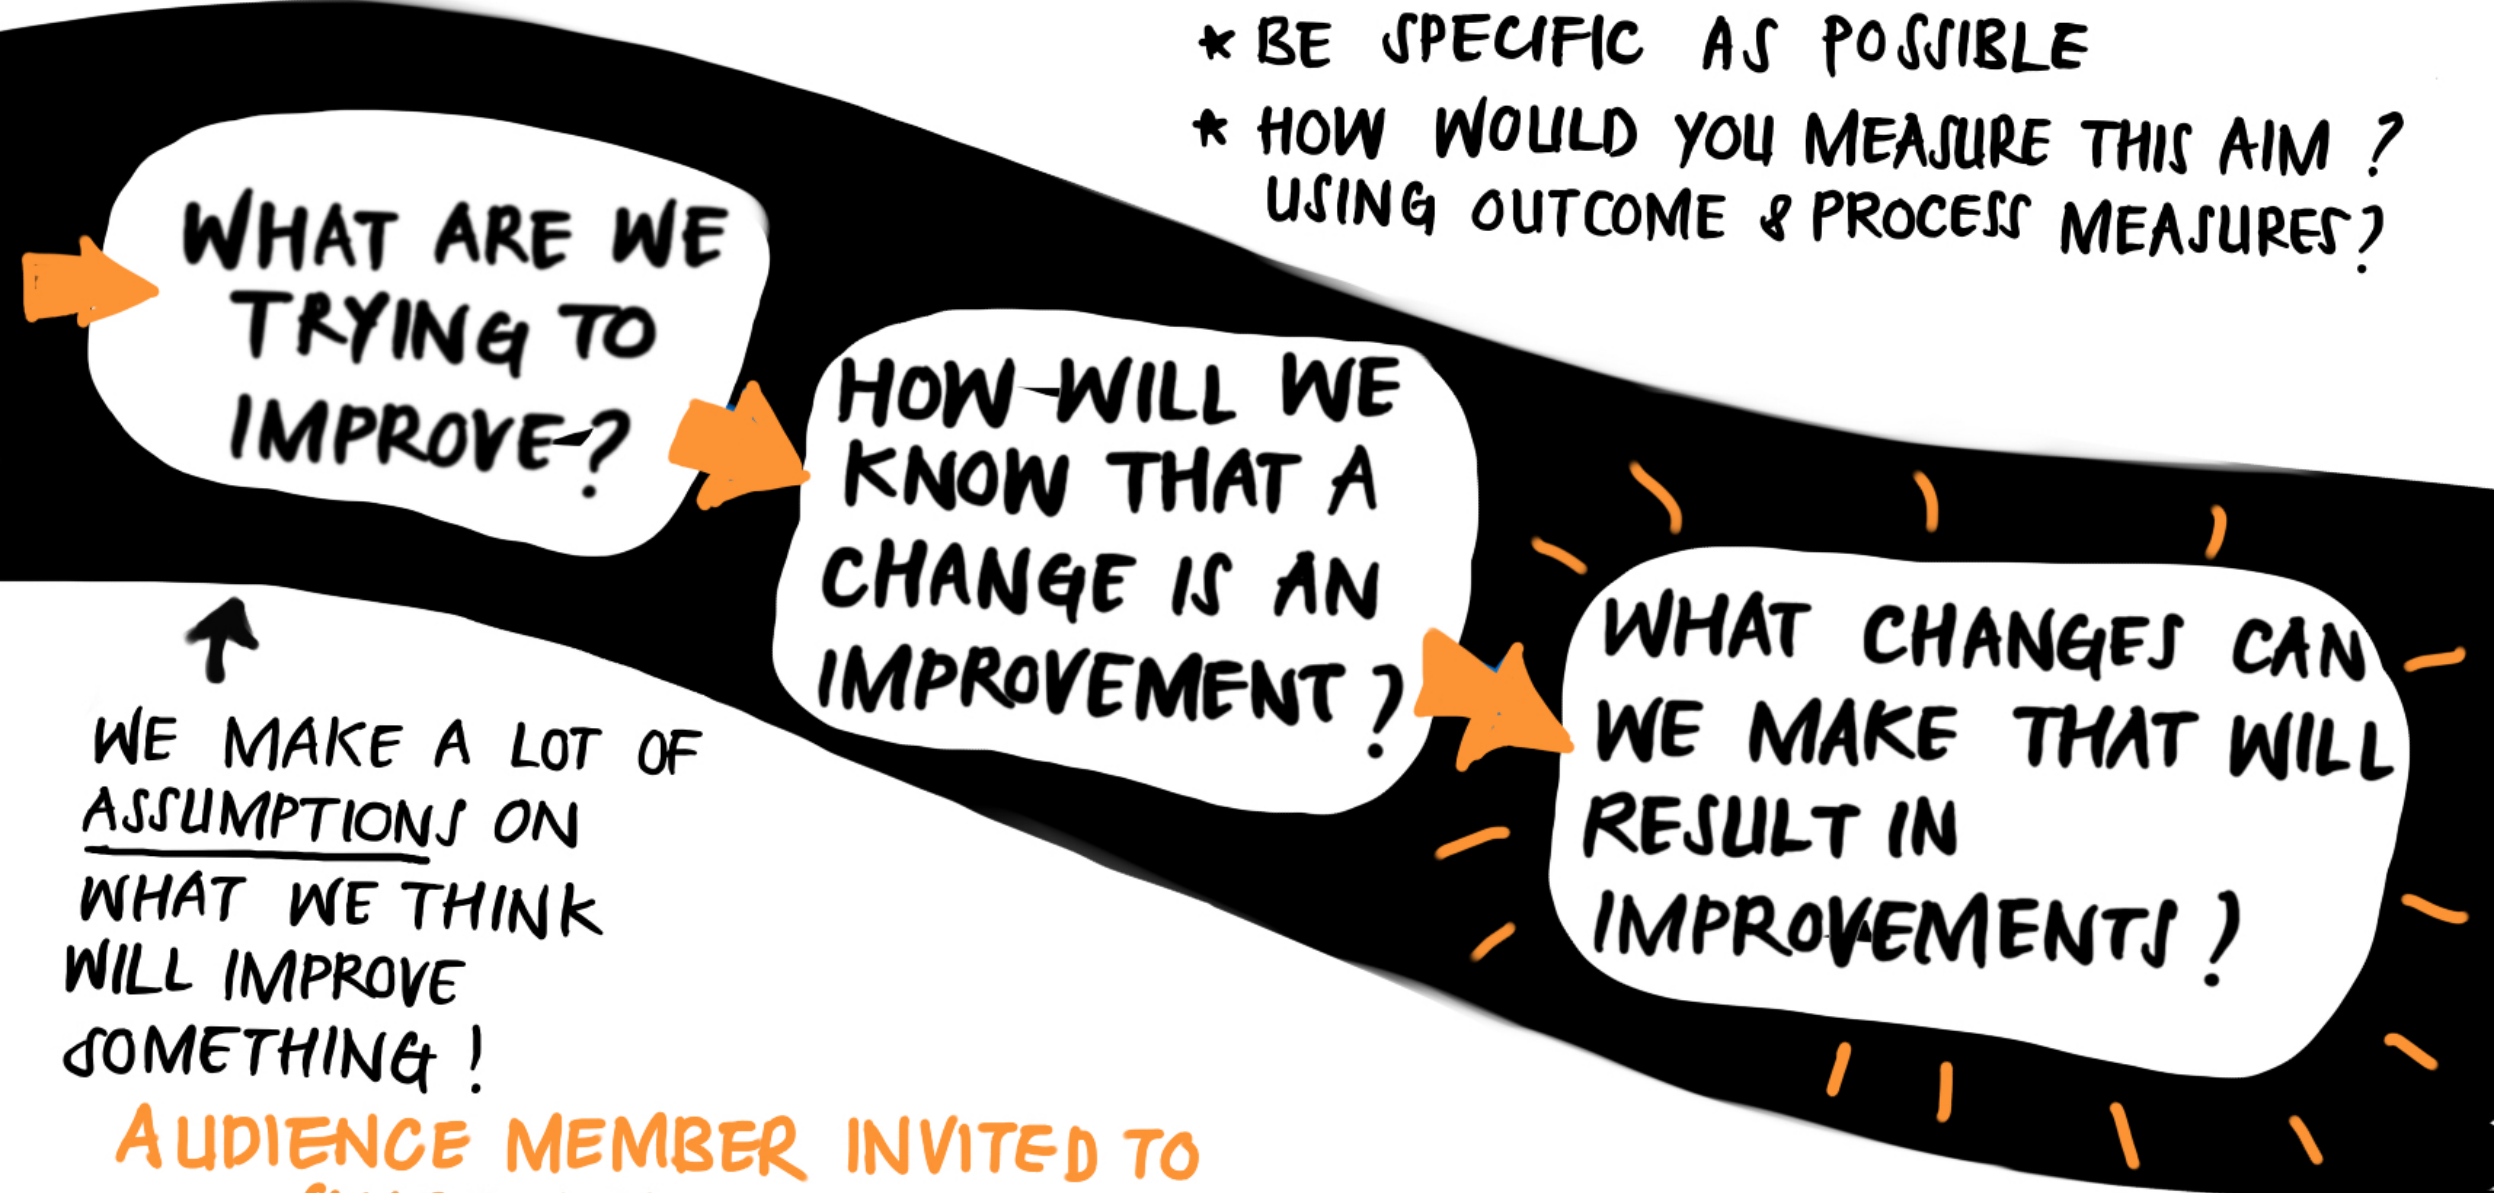 * BE SPECIFIC AS POSSIBLE
* HOW WOULD YOU MEASURE THIS AIM ?
USING OUTCOME & PROCESS MEASURES?
WHAT ARE WE
TRYING TO
IMPROVE?
HOW WILL WE
KNOW THAT A
CHANGE IS AN
IMPROVEMENT?
WHAT CHANGES CAN
WE MAKE THAT WILL
RESULT IN
IMPROVEMENTS?
WE MAKE A LOT OF
ASSUMPTIONS ON
WHAT WE THINK
WILL IMPROVE
SOMETHING!
AUDIENCE MEMBER INVITED TO